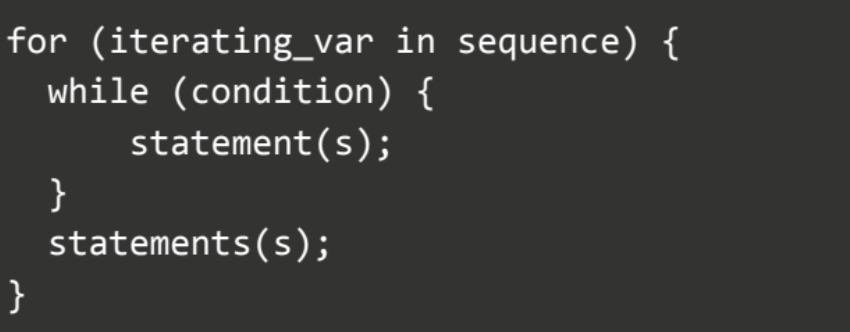 for (iterating_var in sequence) {
  while (condition) {
      statement(s);
  }
  statements(s);
}